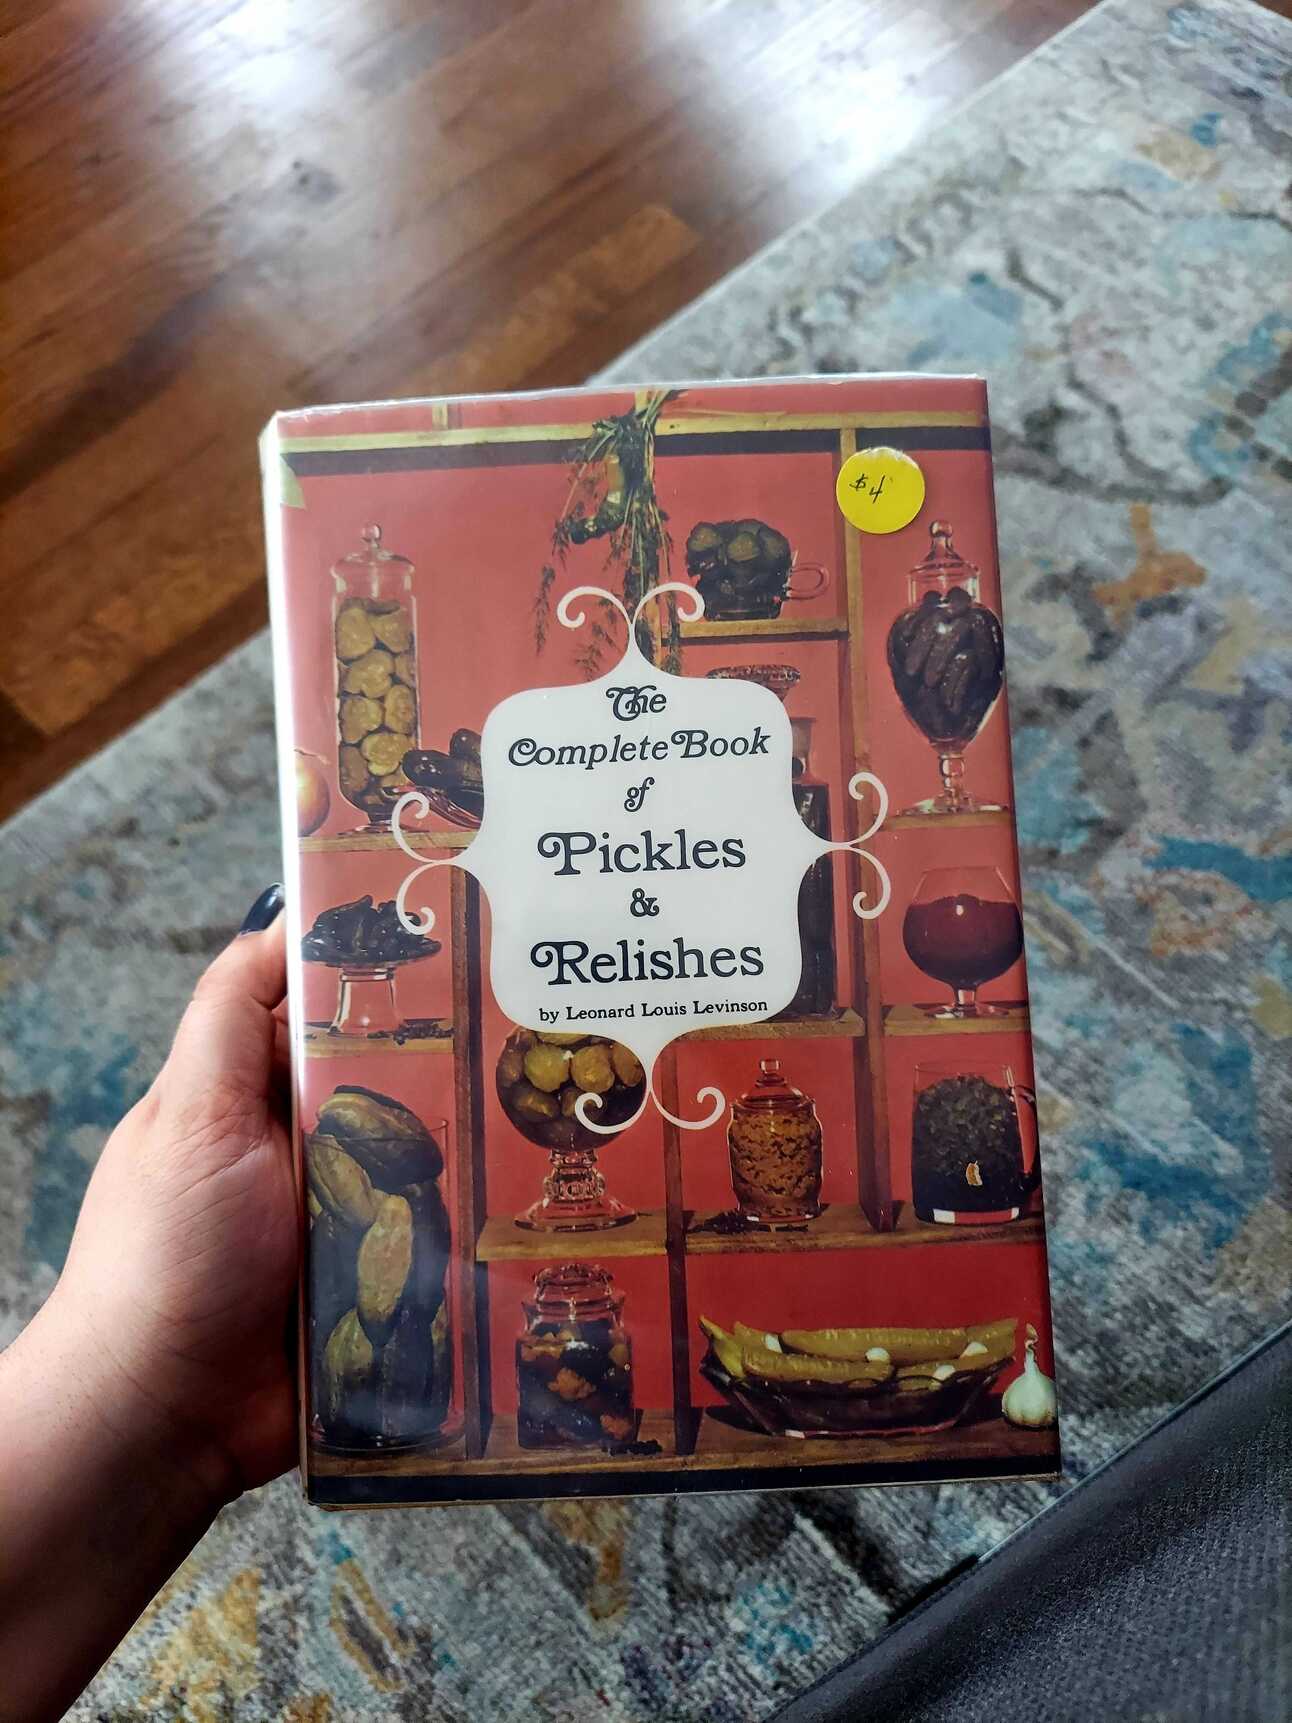 $4
The
Complete Book
of
Pickles
&
Relishes
by Leonard Louis Levinson